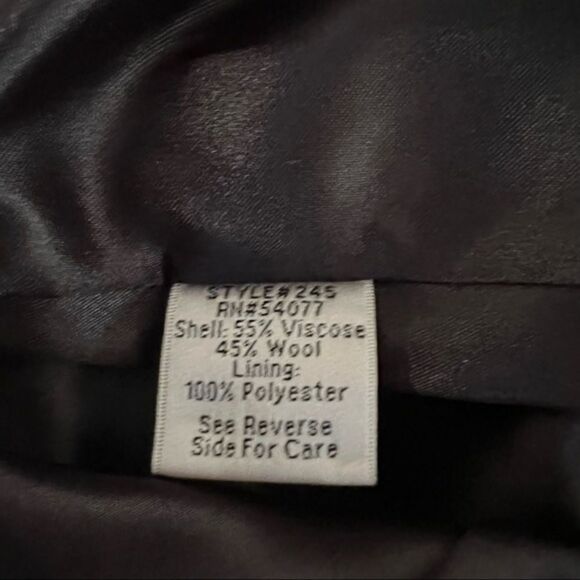 STYLE# 245
RN#54077
Shell: 55% Viscose
45% Wool
Lining:
100% Polyester
See Reverse
Side For Care